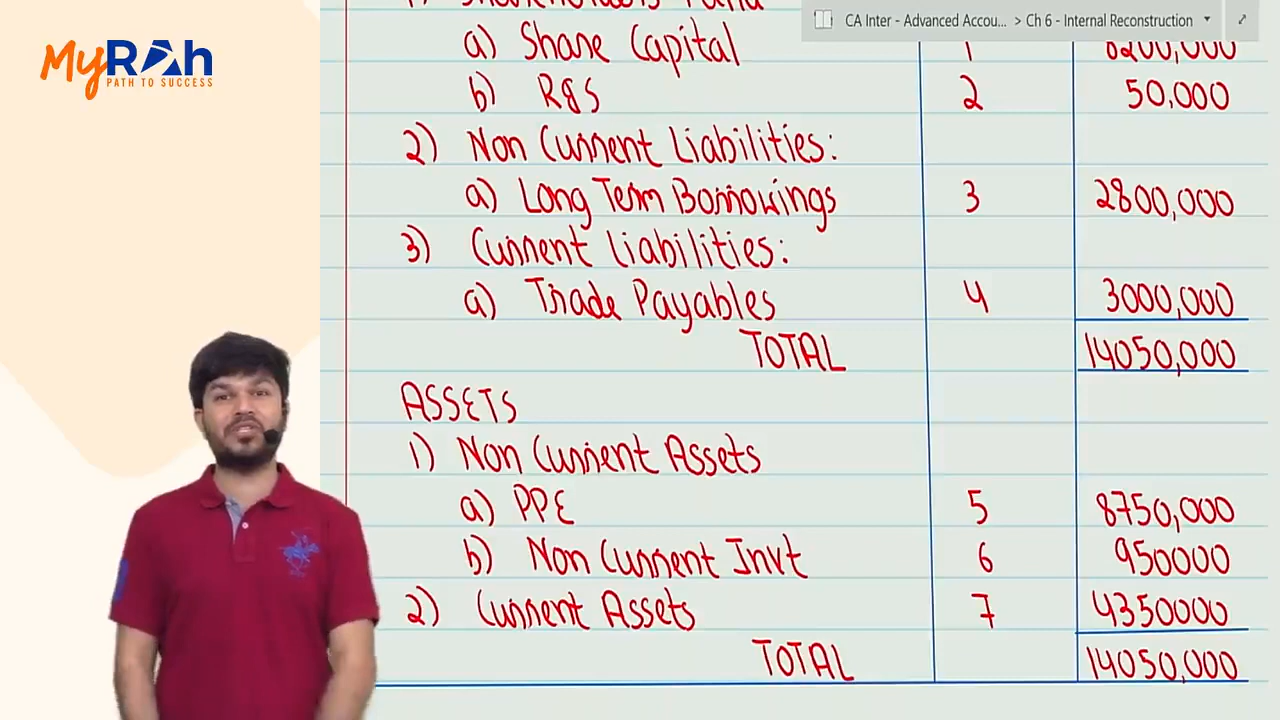 MyRAh
PATH TO SUCCESS
CA Inter - Advanced Accou... > Ch 6 - Internal Reconstruction
a) Share Capital 1 8200,000
b) R&S 2 50,000
2) Non Current Liabilities:
a) Long Term Borrowings 3 2800,000
3) Current Liabilities:
a) Trade Payables 4 3000,000
TOTAL 14050,000
ASSETS
1) Non Current Assets
a) PPE 5 8750,000
b) Non Current Invt 6 950000
2) Current Assets 7 4350000
TOTAL 14050,000